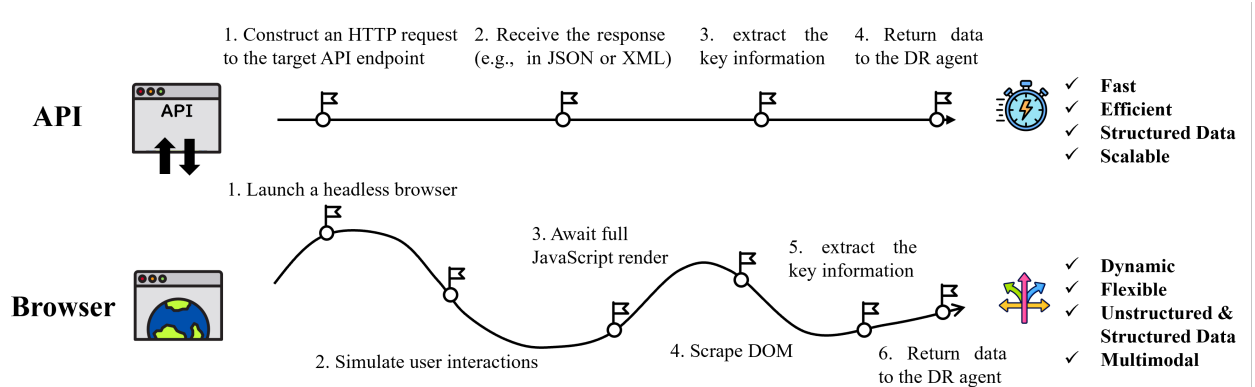 1. Construct an HTTP request
to the target API endpoint
2. Receive the response
(e.g., in JSON or XML)
3. extract the
key information
4. Return data
to the DR agent
API
API
✓ Fast
✓ Efficient
✓ Structured Data
✓ Scalable
1. Launch a headless browser
2. Simulate user interactions
3. Await full
JavaScript render
4. Scrape DOM
5. extract the
key information
6. Return data
to the DR agent
Browser
✓ Dynamic
✓ Flexible
✓ Unstructured &
Structured Data
✓ Multimodal